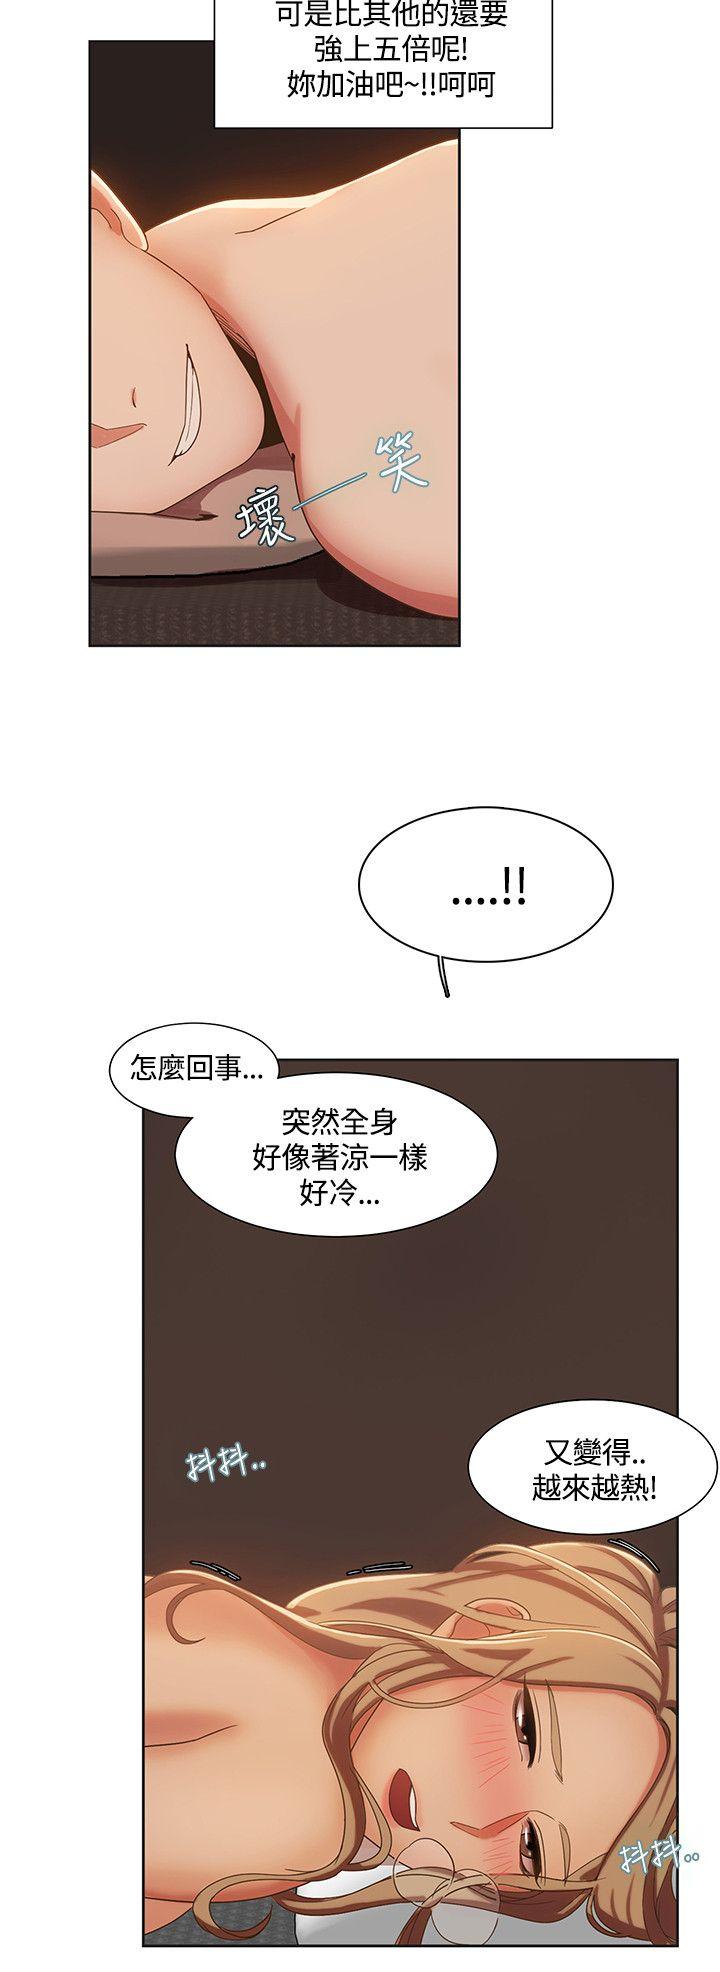 可是比其他的還要
強上五倍呢!
妳加油吧~!!呵呵
壞一笑
....!!
怎麼回事...
突然全身
好像著涼一樣
好冷...
又變得..
越來越熱!
抖抖..
抖抖..